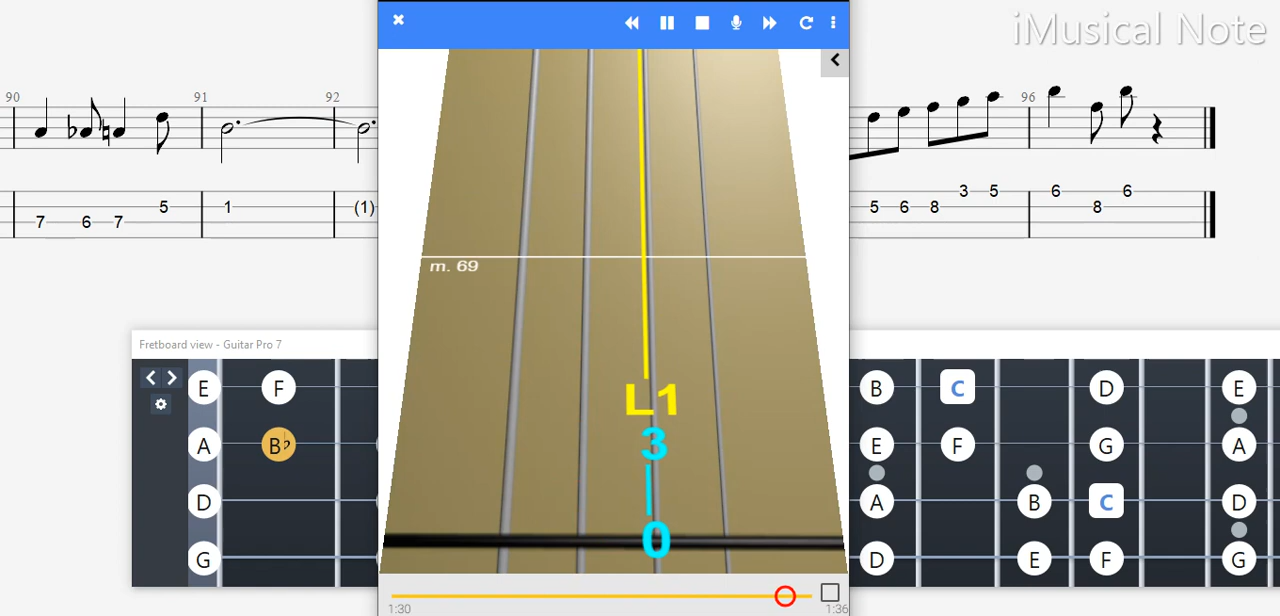 iMusical Note
90 91 92 96
7 6 7 5 1 (1) 5 6 8 3 5 6 8 6
m. 69
L1
3
0
Fretboard view - Guitar Pro 7
E F B C D E
A B♭ E F G A
D A B C D
G D E F G
1:30 1:36